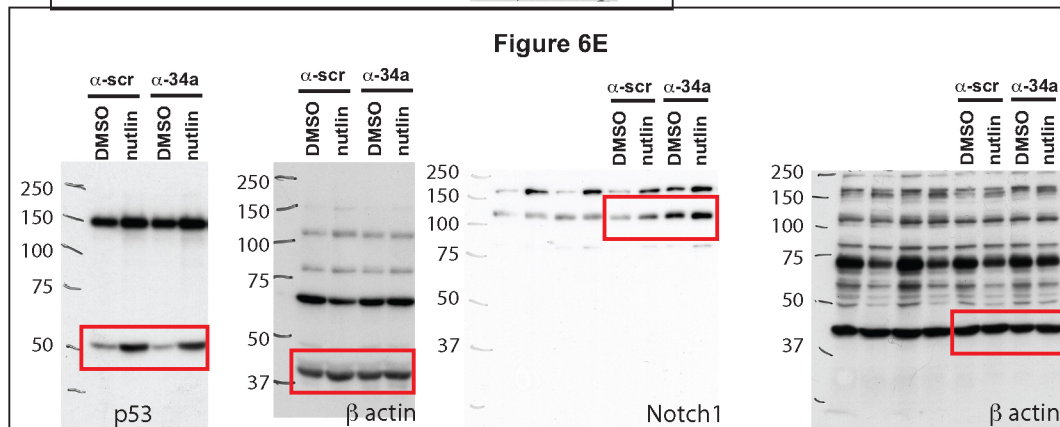 Figure 6E
α-scr α-34a
DMSO nutlin DMSO nutlin
250
150
100
75
50
p53
α-scr α-34a
DMSO nutlin DMSO nutlin
250
150
100
75
50
37
β actin
α-scr α-34a
DMSO nutlin DMSO nutlin
250
150
100
75
50
37
Notch1
α-scr α-34a
DMSO nutlin DMSO nutlin
250
150
100
75
50
37
β actin